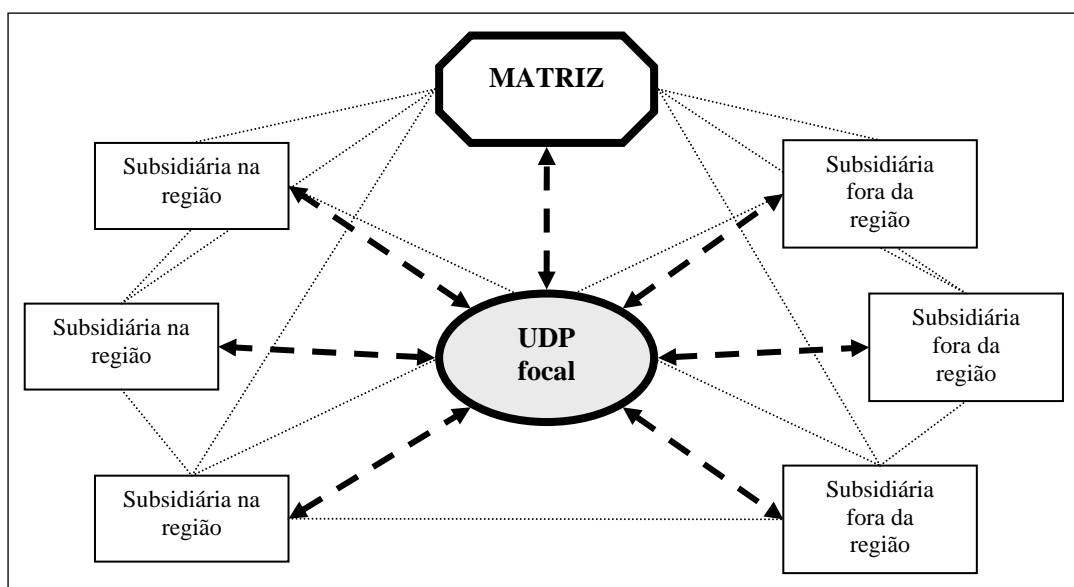 MATRIZ
Subsidiária na
região
Subsidiária
fora da
região
Subsidiária na
região
UDP
focal
Subsidiária
fora da
região
Subsidiária na
região
Subsidiária
fora da
região